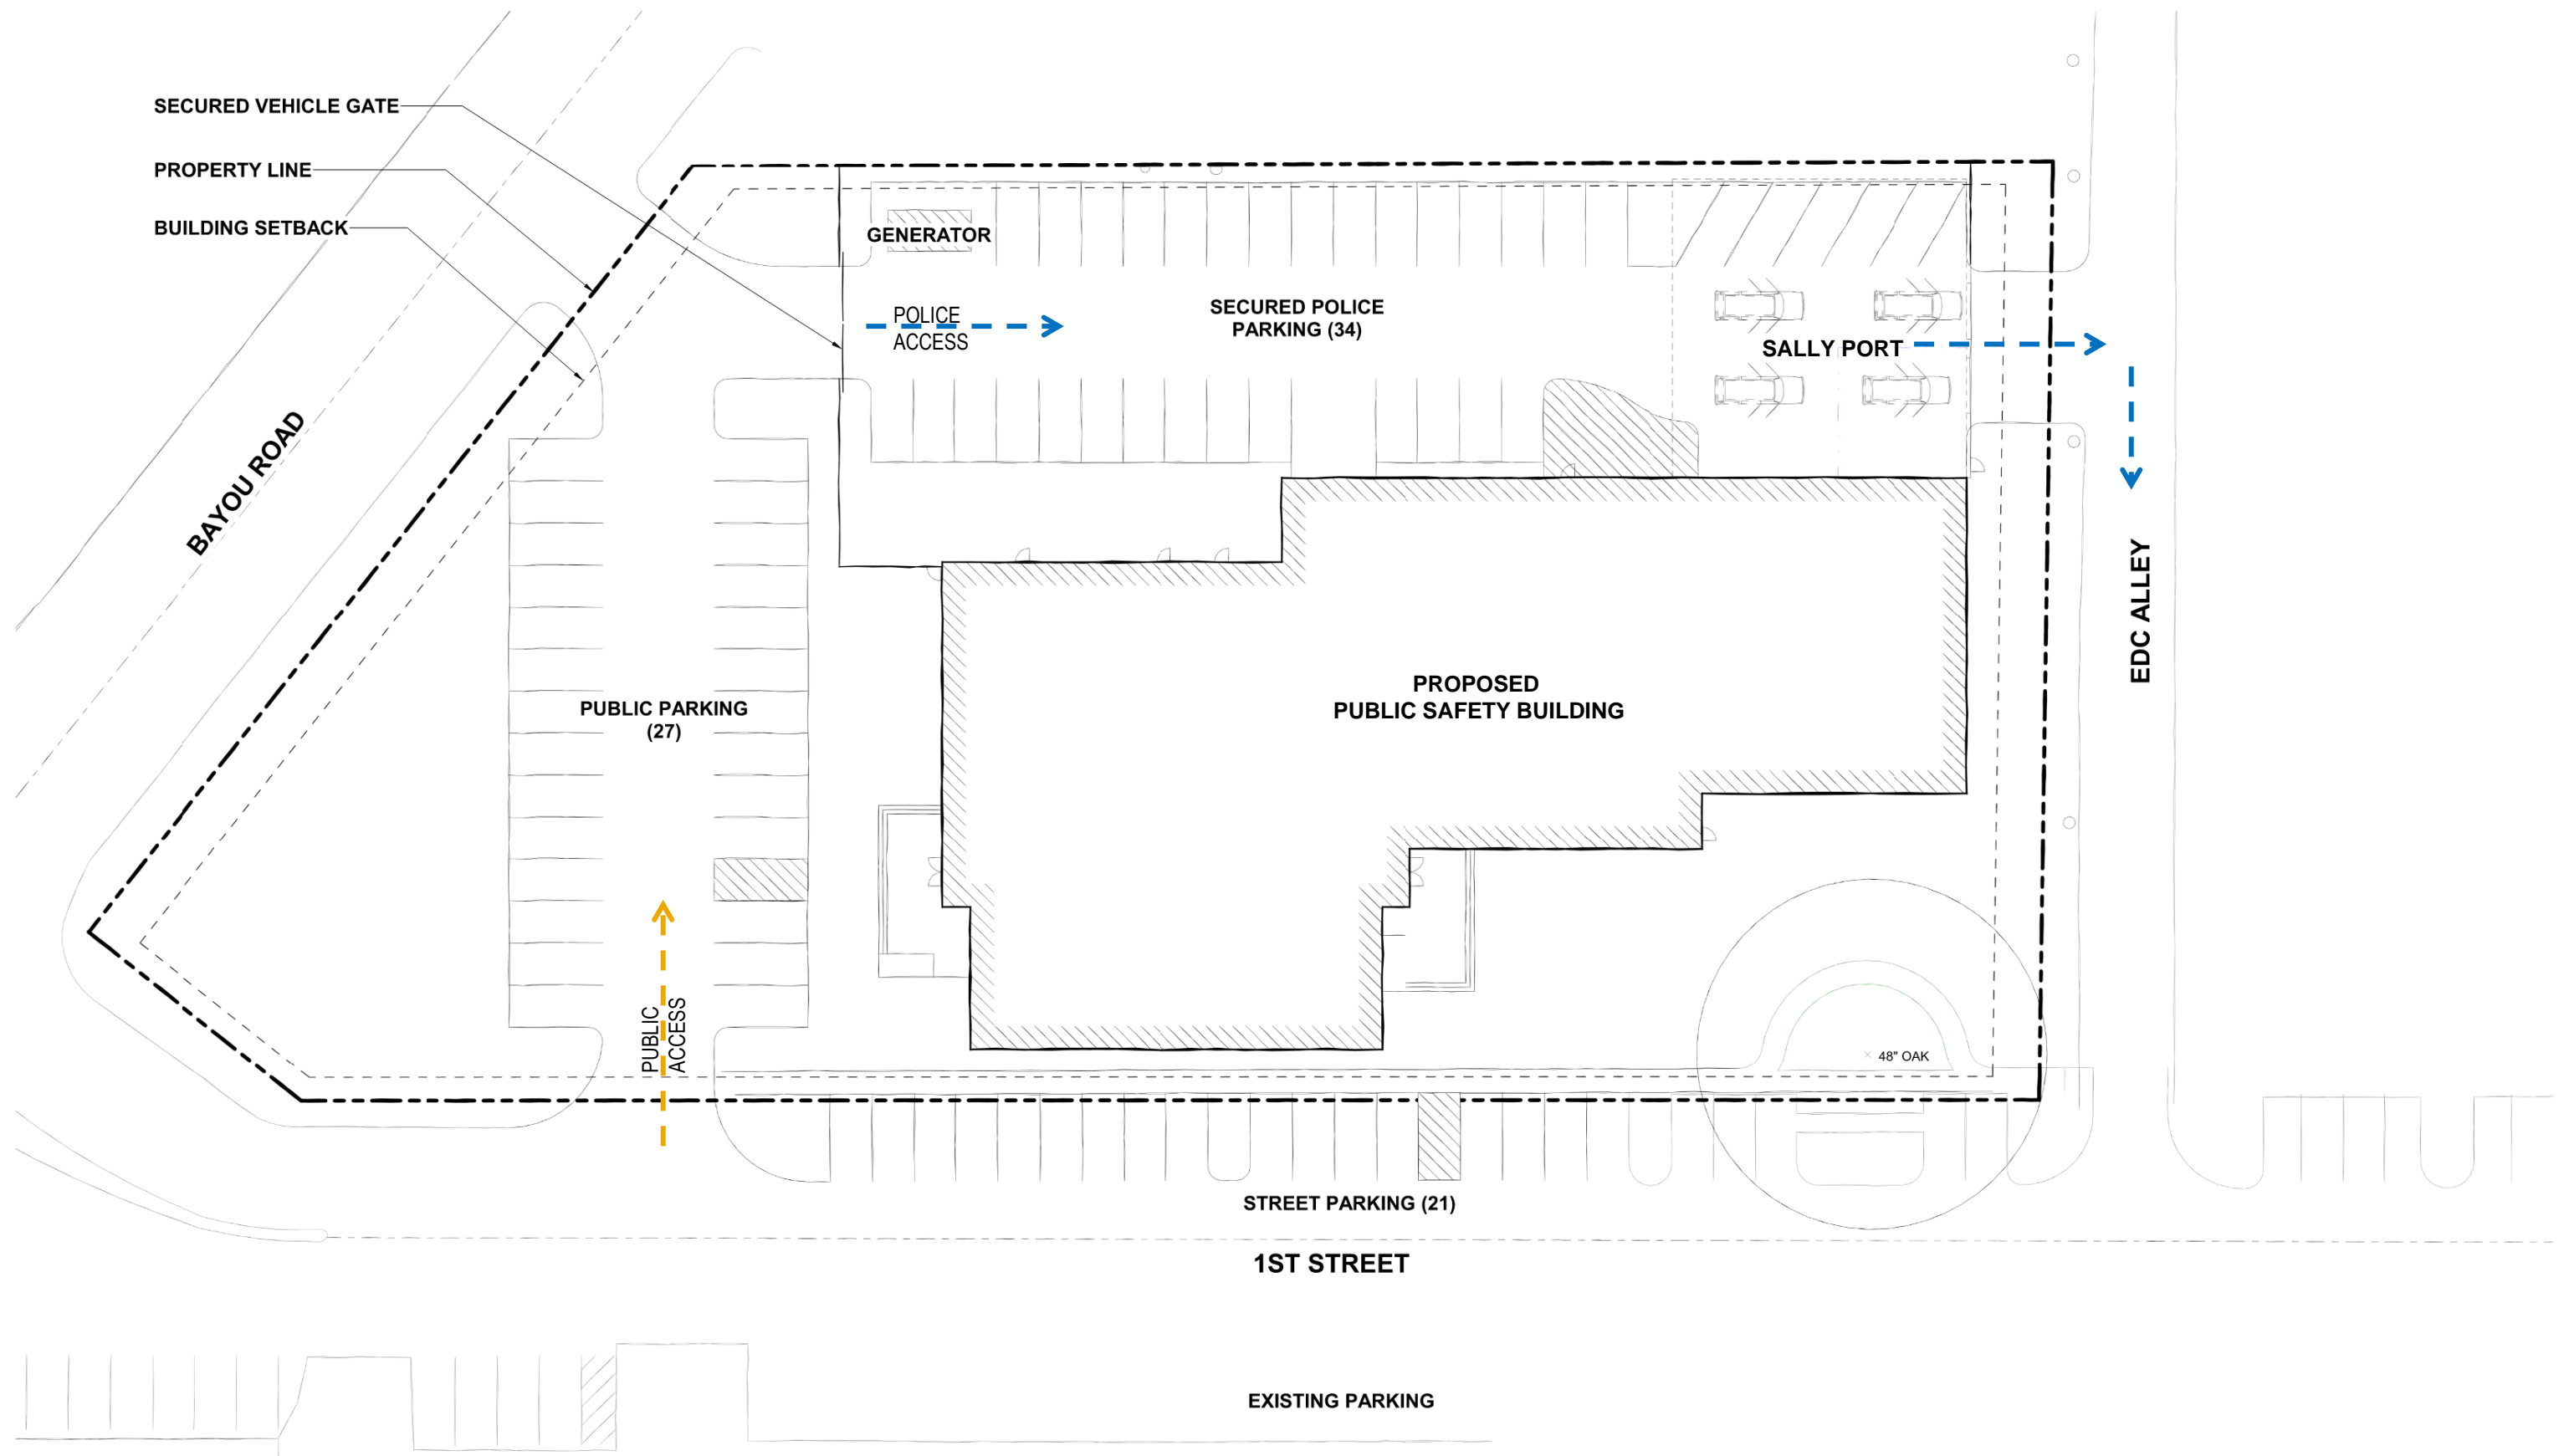 SECURED VEHICLE GATE
PROPERTY LINE
BUILDING SETBACK
GENERATOR
POLICE
ACCESS
SECURED POLICE
PARKING (34)
SALLY PORT
BAYOU ROAD
EDC ALLEY
PROPOSED
PUBLIC SAFETY BUILDING
PUBLIC PARKING
(27)
PUBLIC
ACCESS
48" OAK
STREET PARKING (21)
1ST STREET
EXISTING PARKING